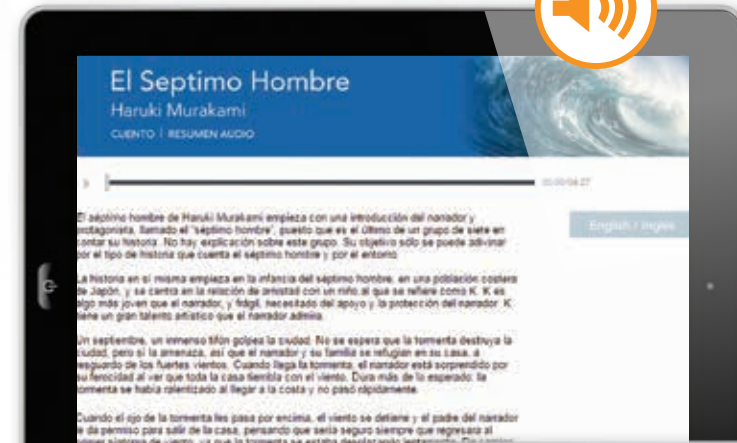 El Septimo Hombre
Haruki Murakami
CUENTO | RESUMEN AUDIO
English / Ingles
El séptimo hombre de Haruki Murakami empieza con una introducción del narrador y
protagonista, llamado el "séptimo hombre", puesto que es el último de un grupo de siete en
contar su historia. No hay explicación sobre este grupo. Su objetivo sólo se puede adivinar
por el tipo de historia que cuenta el séptimo hombre y por el entorno.
La historia en sí misma empieza en la infancia del séptimo hombre, en una población costera
de Japón, y se centra en la relación de amistad con un niño al que se refiere como K. K es
algo más joven que el narrador, y frágil, necesitado del apoyo y la protección del narrador. K
tiene un gran talento artístico que el narrador admira.
Un septiembre, un inmenso tifón golpea la ciudad. No se espera que la tormenta destruya la
ciudad, pero sí la amenaza, así que el narrador y su familia se refugian en su casa, a
resguardo de los fuertes vientos. Cuando llega la tormenta, el narrador está sorprendido por
su ferocidad al ver que toda la casa tiembla con el viento. Dura más de lo esperado: la
tormenta se había ralentizado al llegar a la costa y no pasó rápidamente.
Cuando el ojo de la tormenta les pasa por encima, el viento se detiene y el padre del narrador
le da permiso para salir de la casa, pensando que sería seguro siempre que regresara al